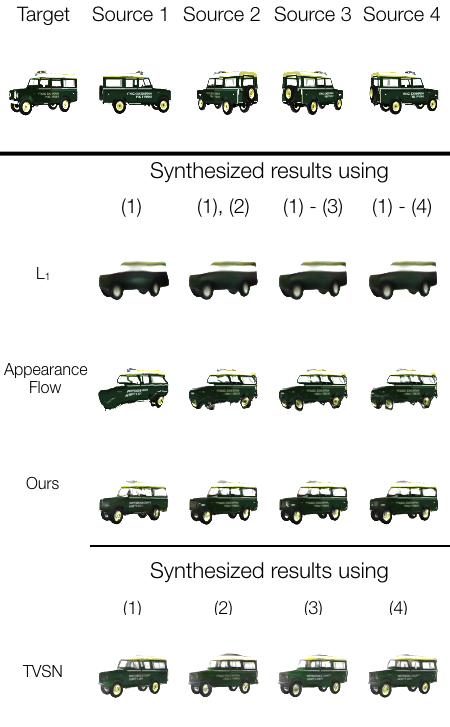 Target Source 1 Source 2 Source 3 Source 4
Synthesized results using
(1) (1), (2) (1) - (3) (1) - (4)
L1
Appearance
Flow
Ours
Synthesized results using
(1) (2) (3) (4)
TVSN